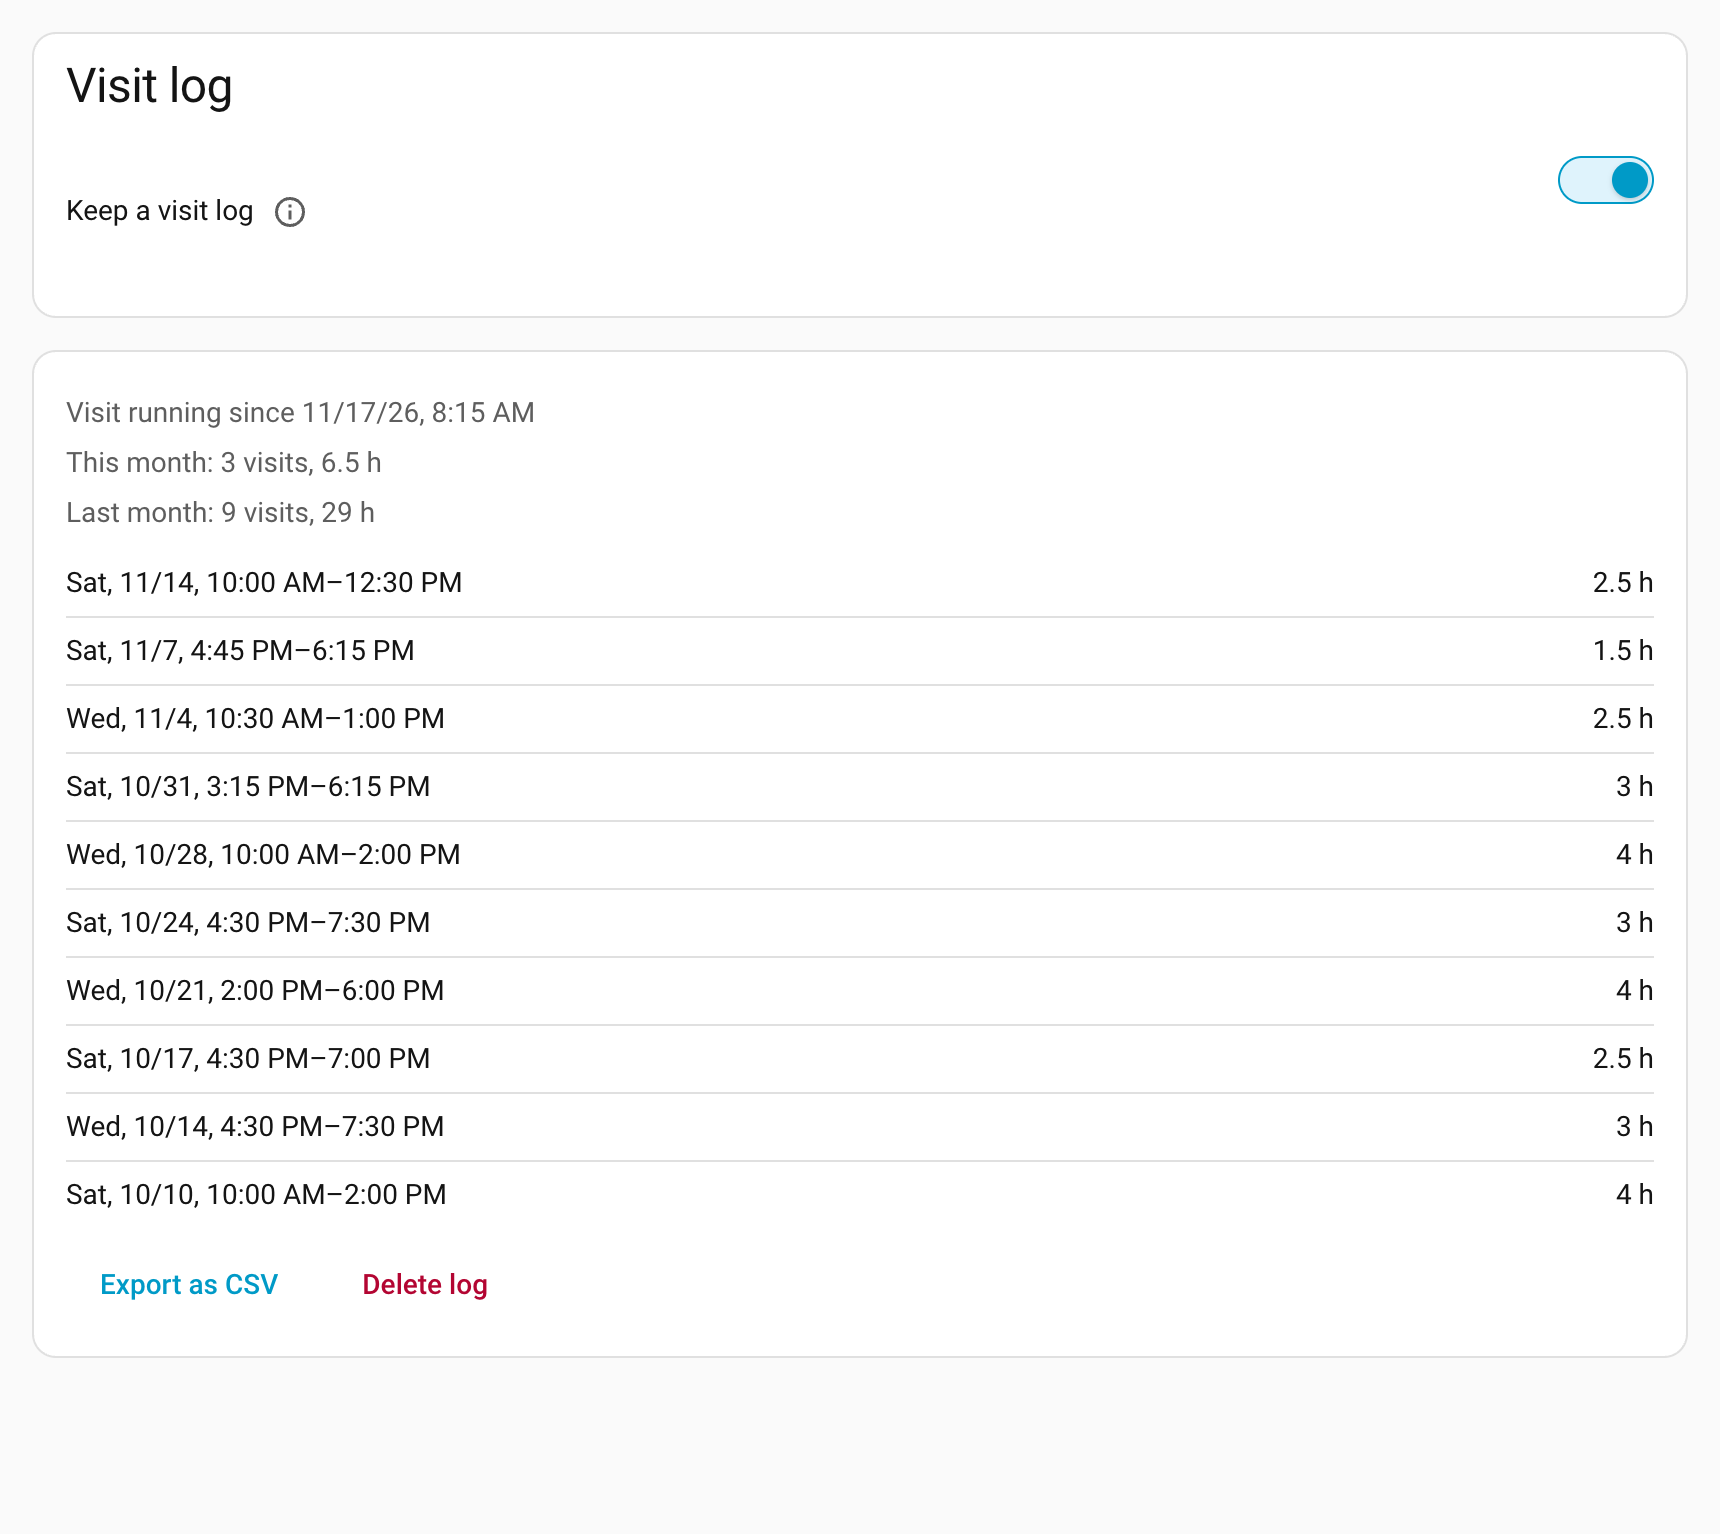 Visit log
Keep a visit log
Visit running since 11/17/26, 8:15 AM
This month: 3 visits, 6.5 h
Last month: 9 visits, 29 h
Sat, 11/14, 10:00 AM–12:30 PM 2.5 h
Sat, 11/7, 4:45 PM–6:15 PM 1.5 h
Wed, 11/4, 10:30 AM–1:00 PM 2.5 h
Sat, 10/31, 3:15 PM–6:15 PM 3 h
Wed, 10/28, 10:00 AM–2:00 PM 4 h
Sat, 10/24, 4:30 PM–7:30 PM 3 h
Wed, 10/21, 2:00 PM–6:00 PM 4 h
Sat, 10/17, 4:30 PM–7:00 PM 2.5 h
Wed, 10/14, 4:30 PM–7:30 PM 3 h
Sat, 10/10, 10:00 AM–2:00 PM 4 h
Export as CSV Delete log